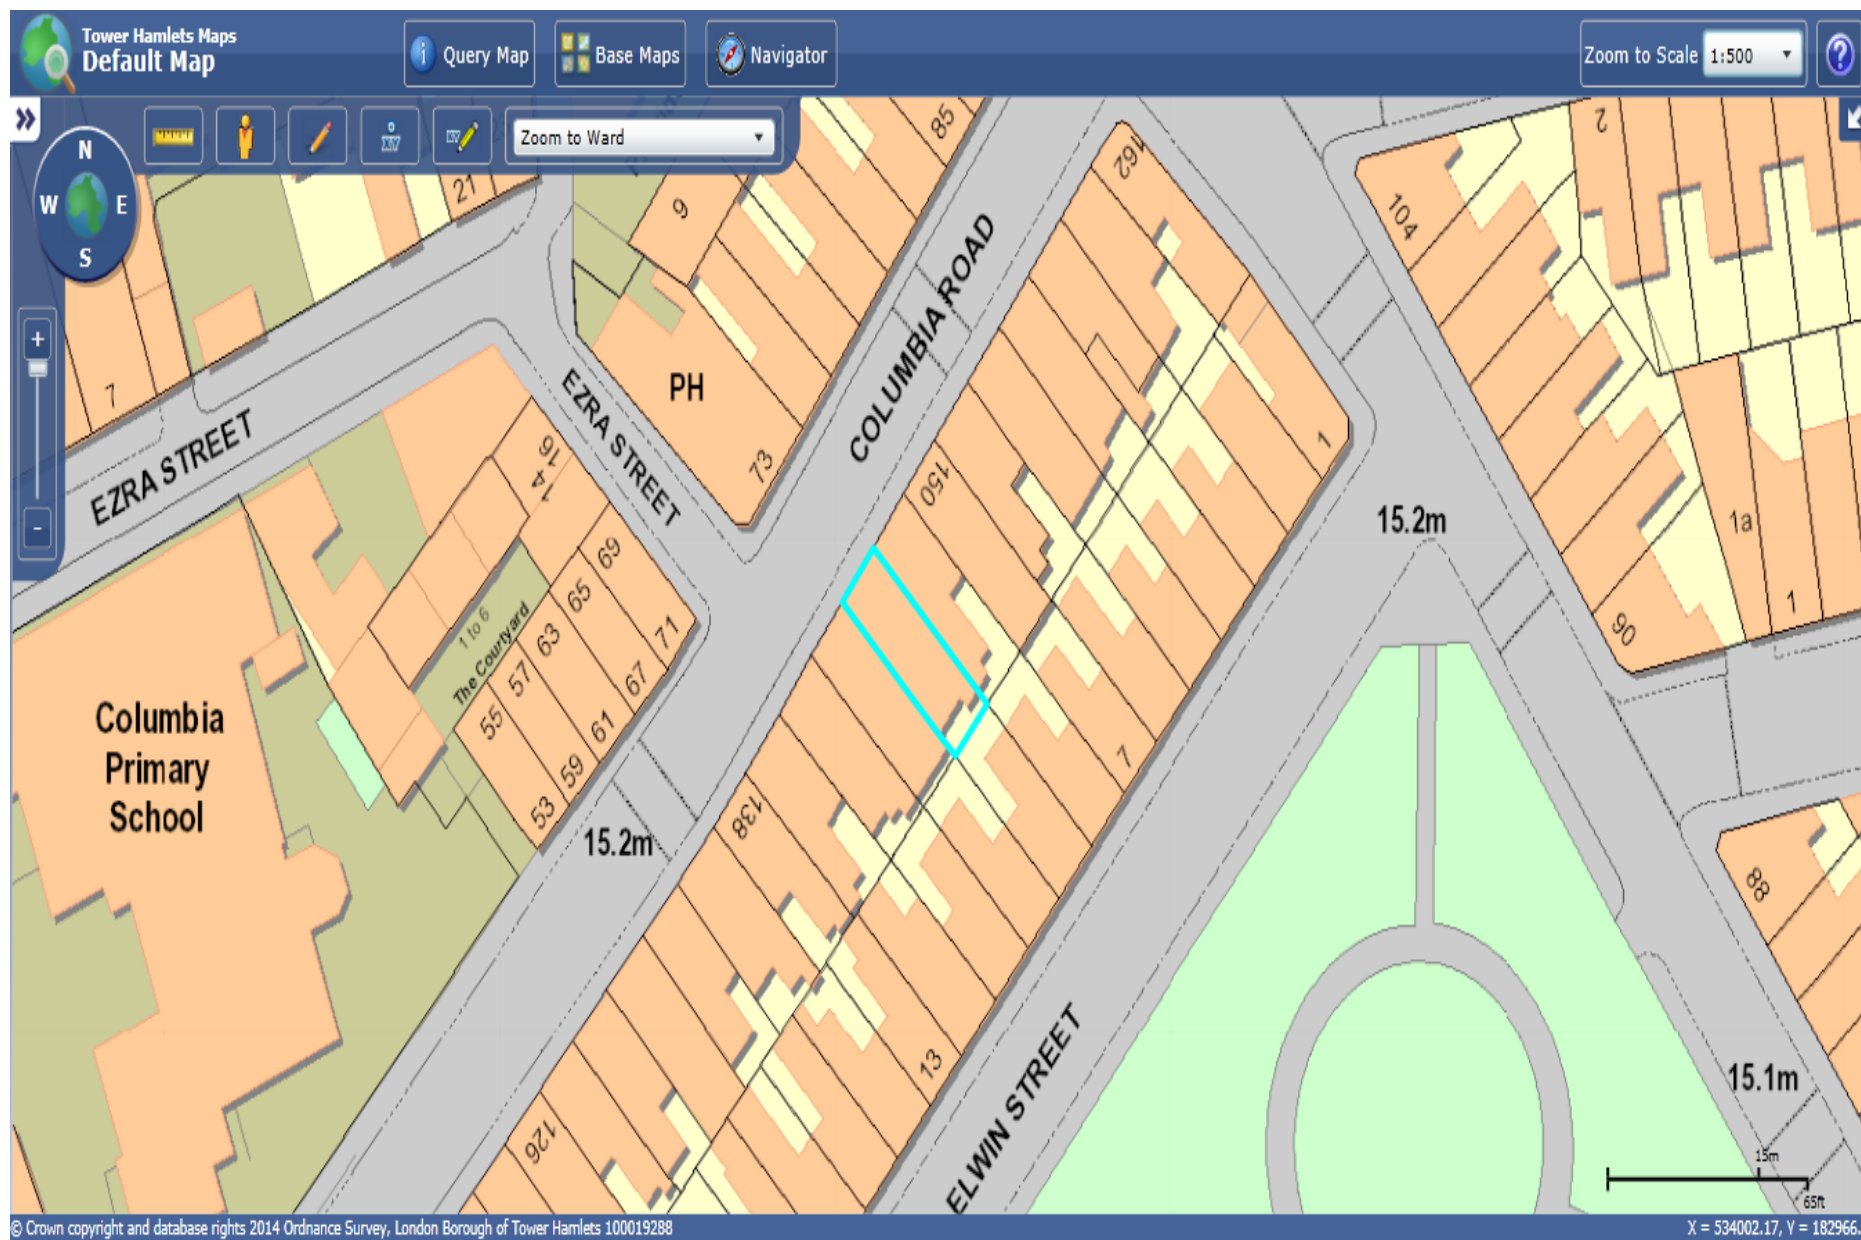 Tower Hamlets Maps
Default Map
Query Map
Base Maps
Navigator
Zoom to Scale
1:500
Zoom to Ward
N
W
E
S
+
-
21
9
85
162
2
104
7
EZRA STREET
EZRA STREET
PH
73
COLUMBIA ROAD
150
1
15.2m
1a
1
90
16
14
69
65
63
57
55
71
67
61
59
53
1 to 6
The Courtyard
Columbia
Primary
School
15.2m
138
7
88
13
126
ELWIN STREET
15.1m
15m
65ft
© Crown copyright and database rights 2014 Ordnance Survey, London Borough of Tower Hamlets 100019288
X = 534002.17, Y = 182966.